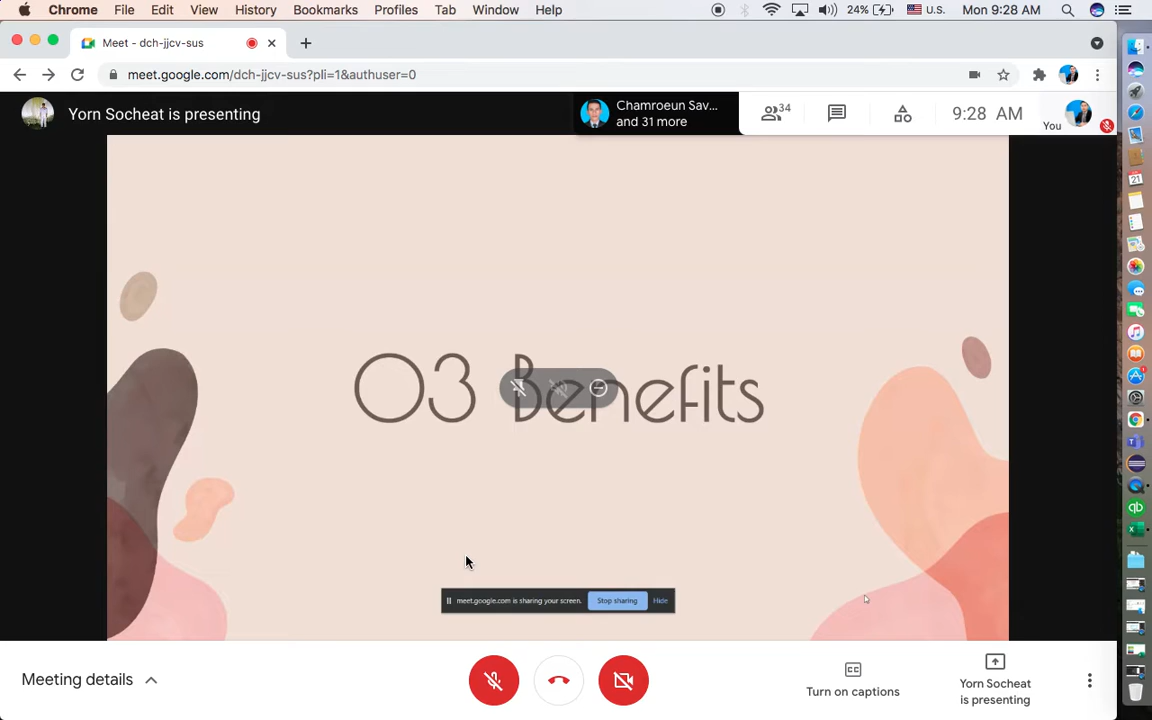 Chrome File Edit View History Bookmarks Profiles Tab Window Help 24% U.S. Mon 9:28 AM
Meet - dch-jjcv-sus
meet.google.com/dch-jjcv-sus?pli=1&authuser=0
Yorn Socheat is presenting
Chamroeun Sav...
and 31 more
34
9:28 AM
You
21
03 Benefits
meet.google.com is sharing your screen. Stop sharing Hide
Meeting details
CC
Turn on captions
Yorn Socheat
is presenting